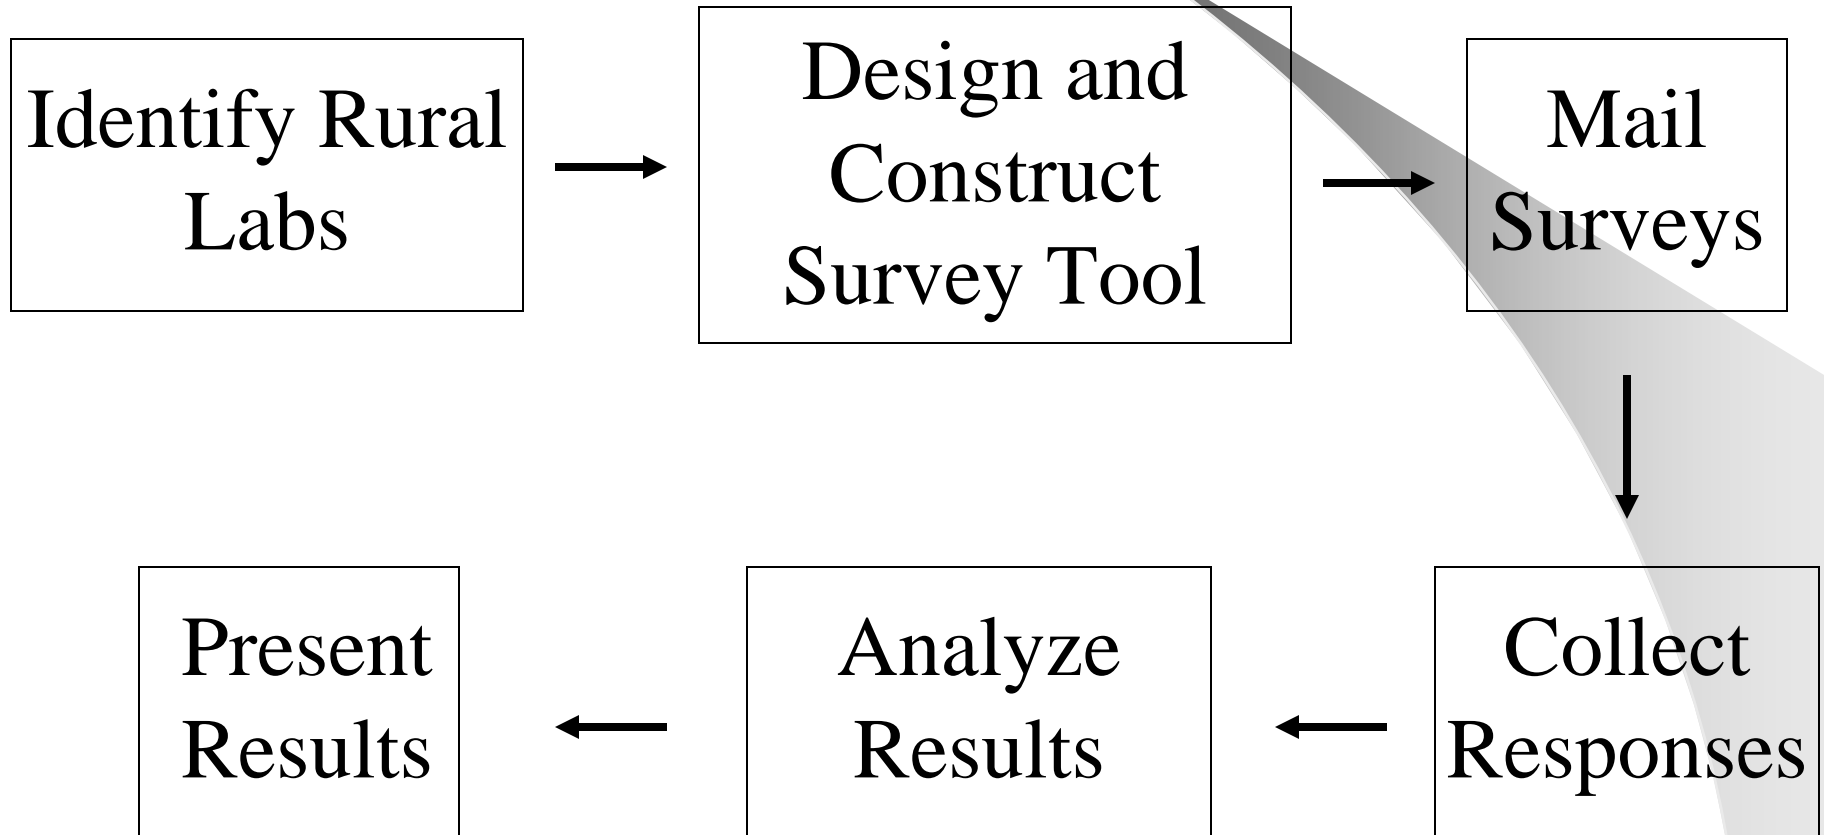 Identify Rural
Labs
Design and
Construct
Survey Tool
Mail
Surveys
Collect
Responses
Analyze
Results
Present
Results